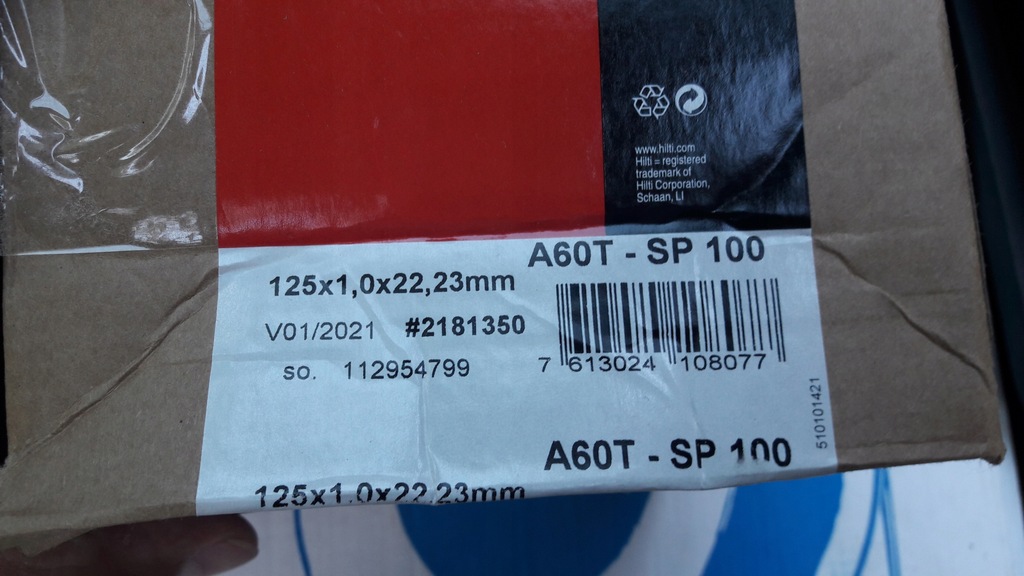 www.hilti.com
Hilti = registered
trademark of
Hilti Corporation,
Schaan, LI
A60T - SP 100
125x1,0x22,23mm
V01/2021 #2181350
so. 112954799
7 613024 108077
510101421
A60T - SP 100
125x1,0x22,23mm